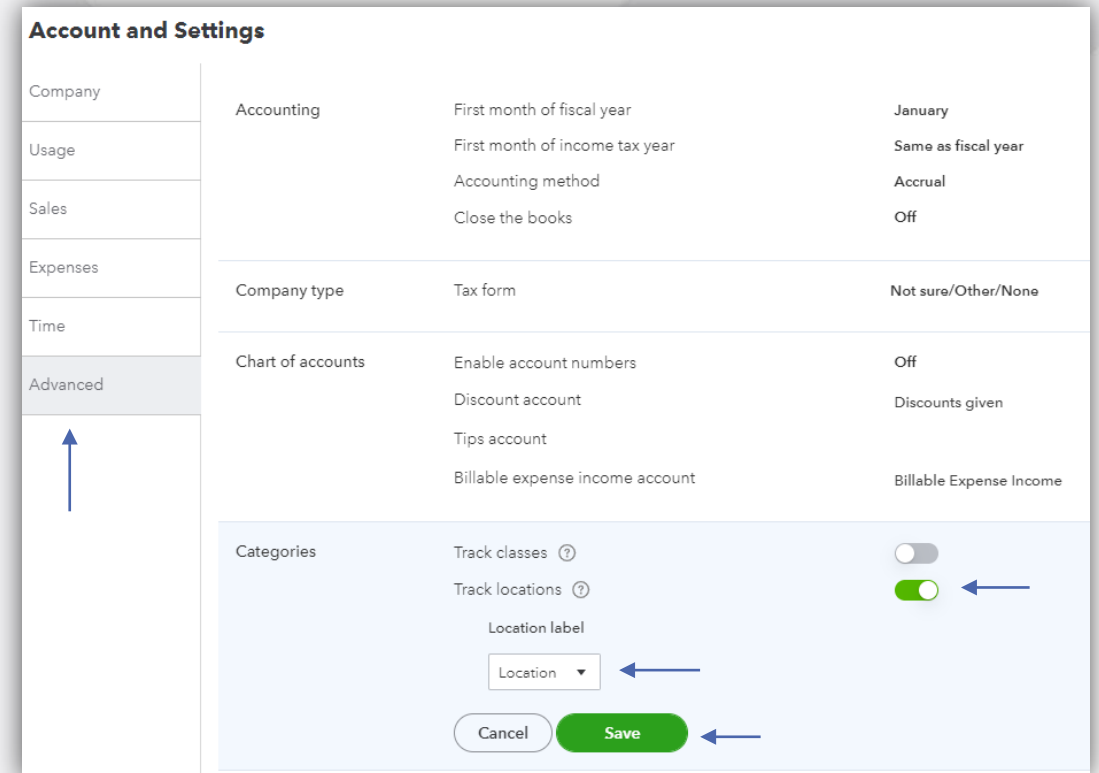 Account and Settings
Company
Usage
Sales
Expenses
Time
Advanced
Accounting
First month of fiscal year January
First month of income tax year Same as fiscal year
Accounting method Accrual
Close the books Off
Company type Tax form Not sure/Other/None
Chart of accounts Enable account numbers Off
Discount account Discounts given
Tips account
Billable expense income account Billable Expense Income
Categories Track classes ?
Track locations ?
Location label
Location
Cancel Save